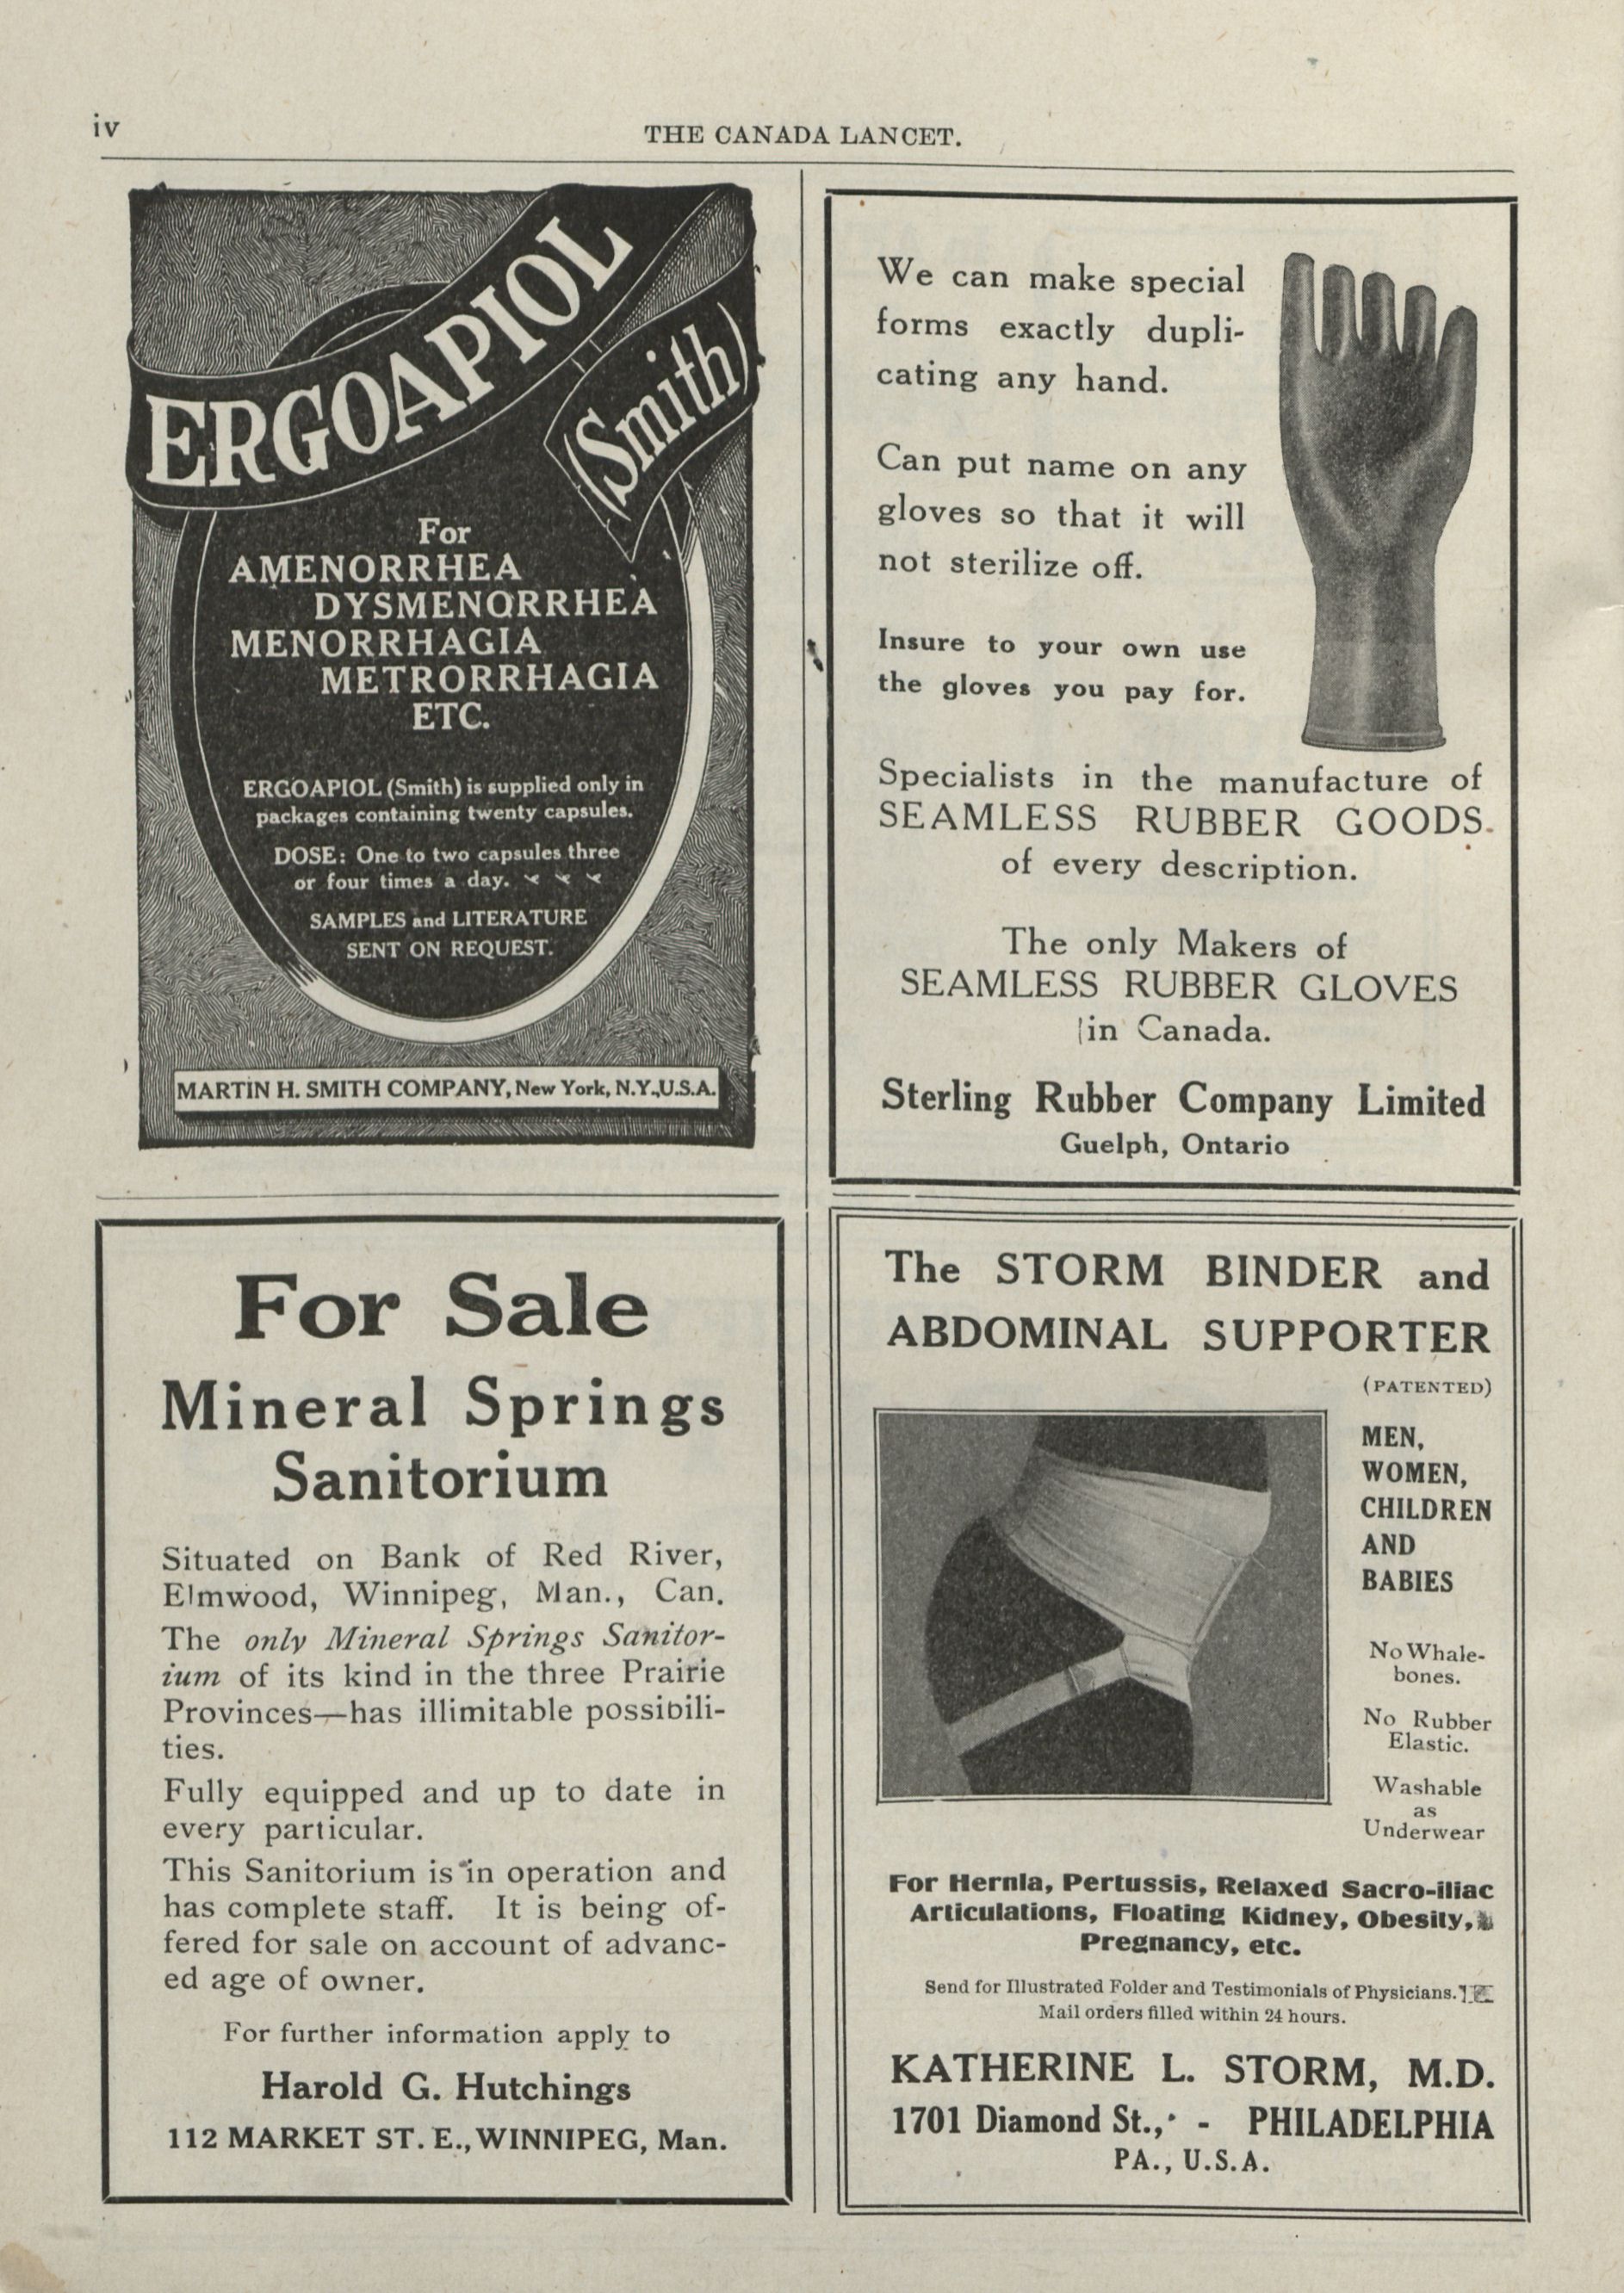 iv
THE CANADA LANCET.
ERGOAPIOL
(Smith)
For
AMENORRHEA
DYSMENORRHEA
MENORRHAGIA
METRORRHAGIA
ETC.
ERGOAPIOL (Smith) is supplied only in
packages containing twenty capsules.
DOSE: One to two capsules three
or four times a day.
SAMPLES and LITERATURE
SENT ON REQUEST.
MARTIN H. SMITH COMPANY, New York, N.Y., U.S.A.
We can make special
forms exactly dupli-
cating any hand.
Can put name on any
gloves so that it will
not sterilize off.
Insure to your own use
the gloves you pay for.
Specialists in the manufacture of
SEAMLESS RUBBER GOODS.
of every description.
The only Makers of
SEAMLESS RUBBER GLOVES
in Canada.
Sterling Rubber Company Limited
Guelph, Ontario
For Sale
Mineral Springs
Sanitorium
Situated on Bank of Red River,
Elmwood, Winnipeg, Man., Can.
The only Mineral Springs Sanitor-
ium of its kind in the three Prairie
Provinces—has illimitable possibili-
ties.
Fully equipped and up to date in
every particular.
This Sanitorium is in operation and
has complete staff. It is being of-
fered for sale on account of advanc-
ed age of owner.
For further information apply to
Harold G. Hutchings
112 MARKET ST. E., WINNIPEG, Man.
The STORM BINDER and
ABDOMINAL SUPPORTER
(PATENTED)
MEN,
WOMEN,
CHILDREN
AND
BABIES
No Whale-
bones.
No Rubber
Elastic.
Washable
as
Underwear
For Hernia, Pertussis, Relaxed Sacro-iliac
Articulations, Floating Kidney, Obesity,
Pregnancy, etc.
Send for Illustrated Folder and Testimonials of Physicians.
Mail orders filled within 24 hours.
KATHERINE L. STORM, M.D.
1701 Diamond St., - PHILADELPHIA
PA., U.S.A.